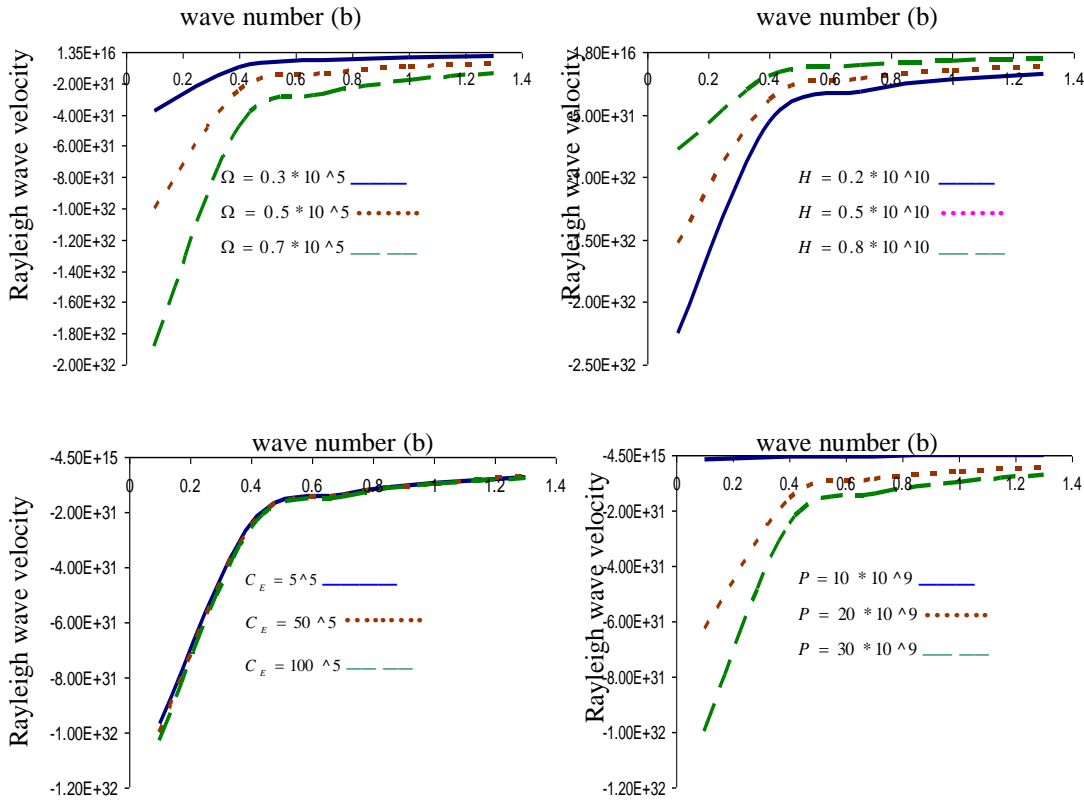 wave number (b)
1.35E+16
-2.00E+31
-4.00E+31
-6.00E+31
-8.00E+31
-1.00E+32
-1.20E+32
-1.40E+32
-1.60E+32
-1.80E+32
-2.00E+32
0 0.2 0.4 0.6 0.8 1 1.2 1.4
Rayleigh wave velocity
Ω = 0.3 * 10 ^5
Ω = 0.5 * 10 ^5
Ω = 0.7 * 10 ^5
wave number (b)
1.80E+16
-5.00E+31
-1.00E+32
-1.50E+32
-2.00E+32
-2.50E+32
0 0.2 0.4 0.6 0.8 1 1.2 1.4
Rayleigh wave velocity
H = 0.2 * 10 ^10
H = 0.5 * 10 ^10
H = 0.8 * 10 ^10
wave number (b)
-4.50E+15
-2.00E+31
-4.00E+31
-6.00E+31
-8.00E+31
-1.00E+32
-1.20E+32
0 0.2 0.4 0.6 0.8 1 1.2 1.4
Rayleigh wave velocity
C_E = 5^5
C_E = 50 ^5
C_E = 100 ^5
wave number (b)
-4.50E+15
-2.00E+31
-4.00E+31
-6.00E+31
-8.00E+31
-1.00E+32
-1.20E+32
0 0.2 0.4 0.6 0.8 1 1.2 1.4
Rayleigh wave velocity
P = 10 * 10 ^9
P = 20 * 10 ^9
P = 30 * 10 ^9